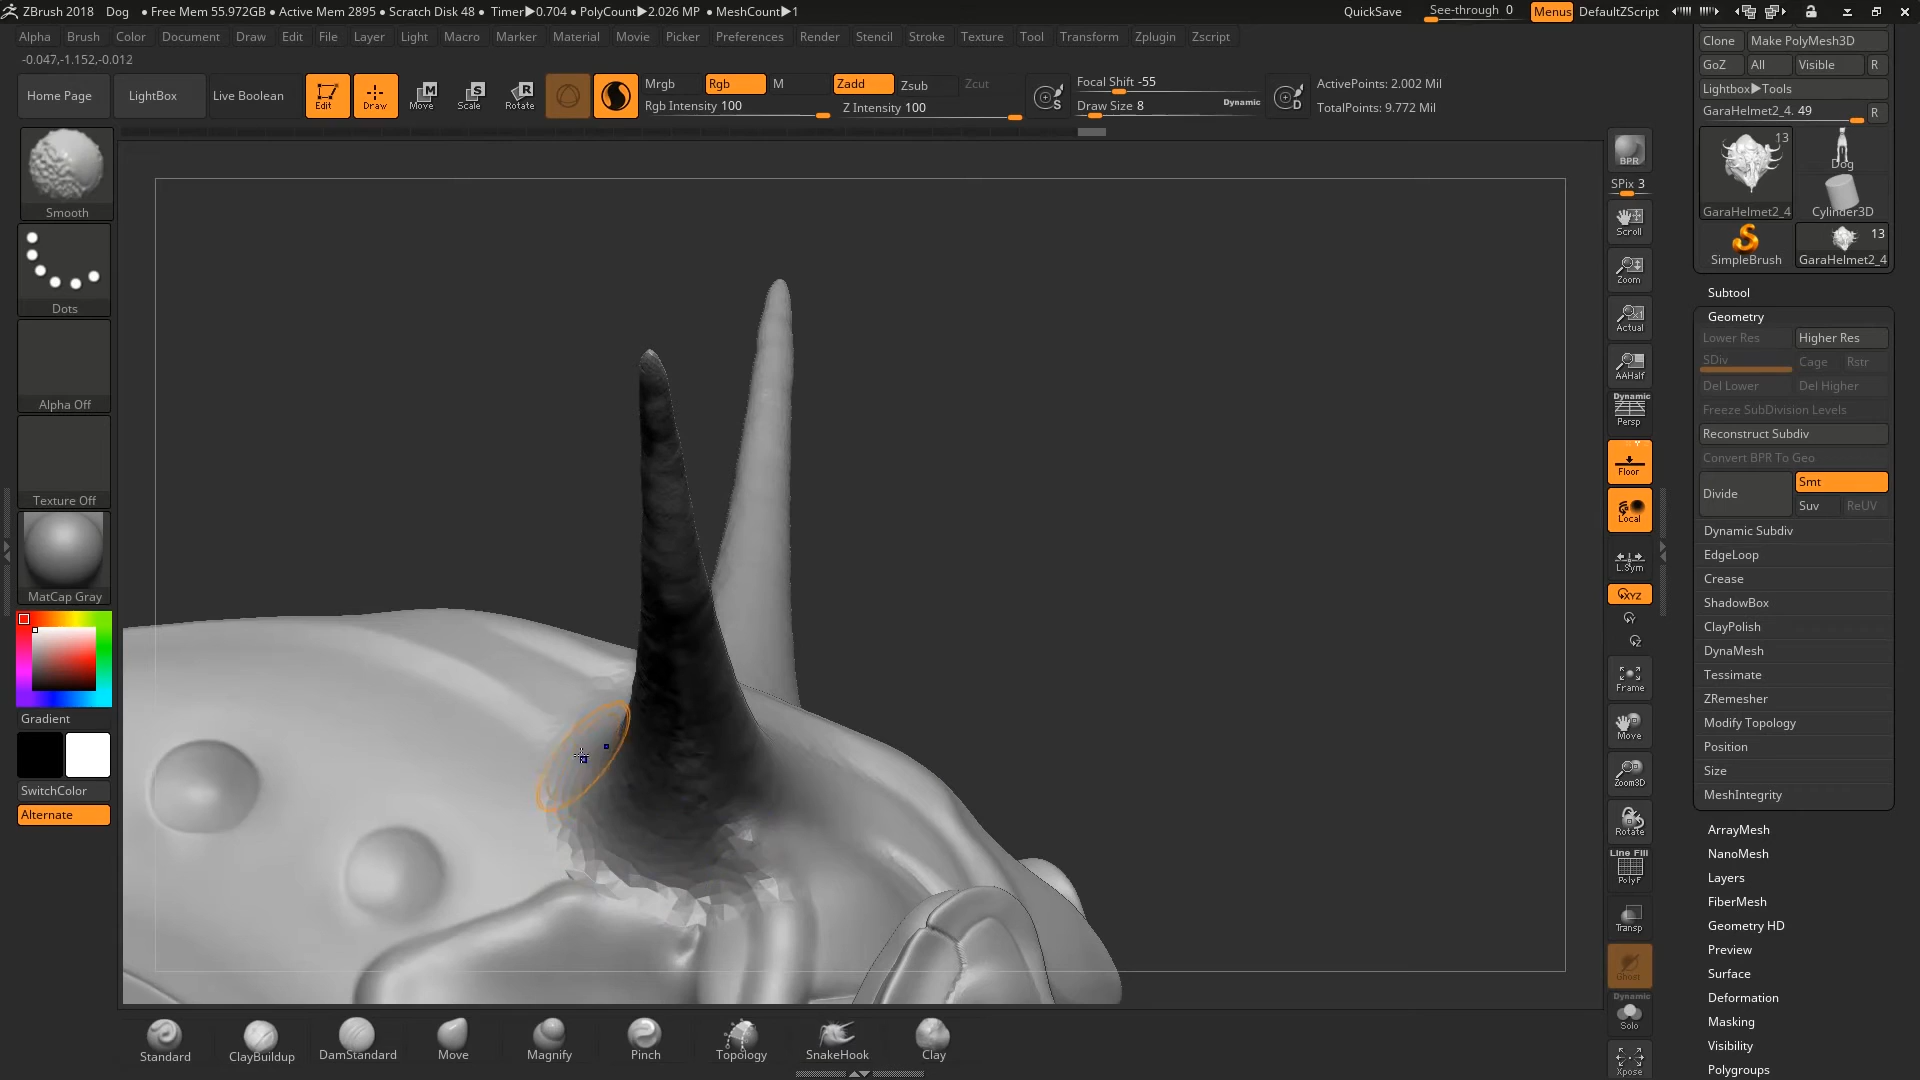 ZBrush 2018 Dog • Free Mem 55.972GB • Active Mem 2895 • Scratch Disk 48 • Timer▶0.704 • PolyCount▶2.026 MP • MeshCount▶1 QuickSave See-through 0 Menus DefaultZScript
Alpha Brush Color Document Draw Edit File Layer Light Macro Marker Material Movie Picker Preferences Render Stencil Stroke Texture Tool Transform Zplugin Zscript
-0.047,-1.152,-0.012
Home Page LightBox Live Boolean Edit Draw Move Scale Rotate
Mrgb Rgb M Zadd Zsub Zcut
Rgb Intensity 100 Z Intensity 100
Focal Shift -55
Draw Size 8 Dynamic
ActivePoints: 2.002 Mil
TotalPoints: 9.772 Mil
Smooth
Dots
Alpha Off
Texture Off
MatCap Gray
Gradient
SwitchColor
Alternate
BPR
SPix 3
Scroll
Zoom
Actual
AAHalf
Dynamic
Persp
Floor
Local
L.Sym
XYZ
Y
Z
Frame
Move
Zoom3D
Rotate
Line Fill
PolyF
Transp
Ghost
Dynamic
Solo
Xpose
Clone Make PolyMesh3D
GoZ All Visible R
Lightbox▶Tools
GaraHelmet2_4. 49 R
13
Dog
GaraHelmet2_4 Cylinder3D
13
SimpleBrush GaraHelmet2_4
Subtool
Geometry
Lower Res Higher Res
SDiv Cage Rstr
Del Lower Del Higher
Freeze SubDivision Levels
Reconstruct Subdiv
Convert BPR To Geo
Divide Smt
Suv ReUV
Dynamic Subdiv
EdgeLoop
Crease
ShadowBox
ClayPolish
DynaMesh
Tessimate
ZRemesher
Modify Topology
Position
Size
MeshIntegrity
ArrayMesh
NanoMesh
Layers
FiberMesh
Geometry HD
Preview
Surface
Deformation
Masking
Visibility
Polygroups
Standard ClayBuildup DamStandard Move Magnify Pinch Topology SnakeHook Clay